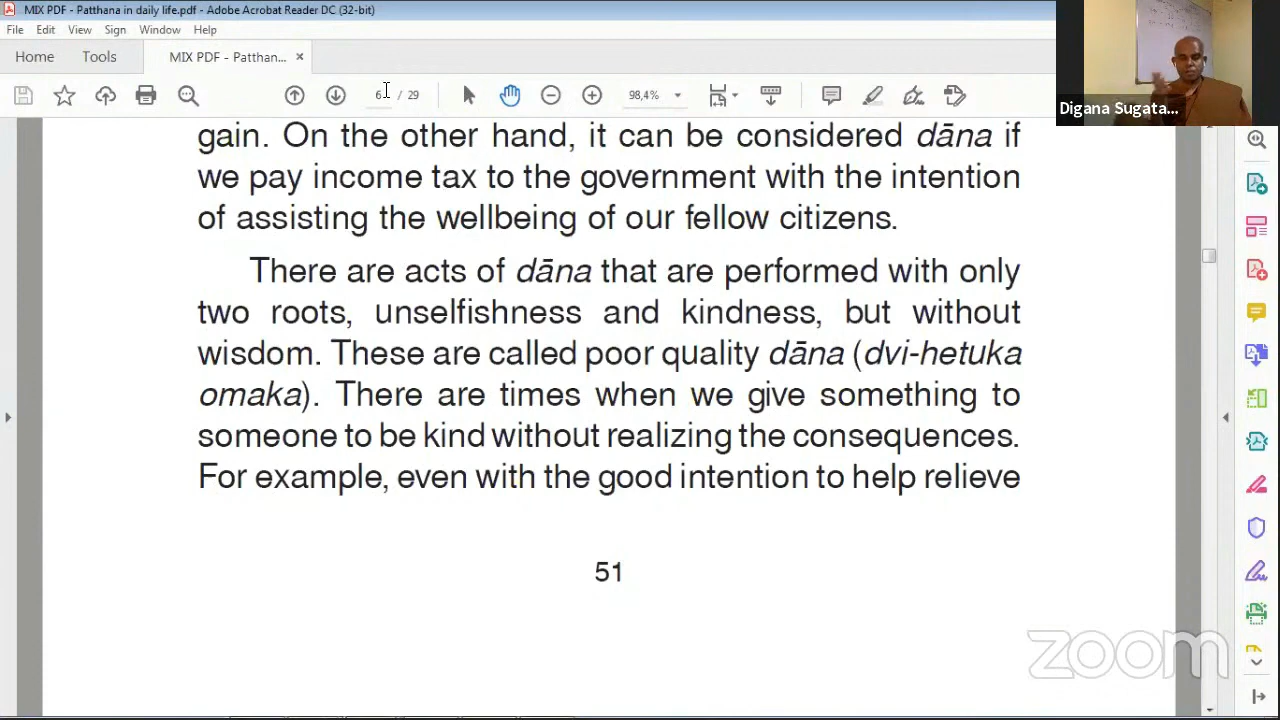 MIX PDF - Patthana in daily life.pdf - Adobe Acrobat Reader DC (32-bit)
File Edit View Sign Window Help
Home Tools MIX PDF - Patthan... ×
6 / 29 98,4%
Digana Sugata...
gain. On the other hand, it can be considered dāna if
we pay income tax to the government with the intention
of assisting the wellbeing of our fellow citizens.
There are acts of dāna that are performed with only
two roots, unselfishness and kindness, but without
wisdom. These are called poor quality dāna (dvi-hetuka
omaka). There are times when we give something to
someone to be kind without realizing the consequences.
For example, even with the good intention to help relieve
51
zoom